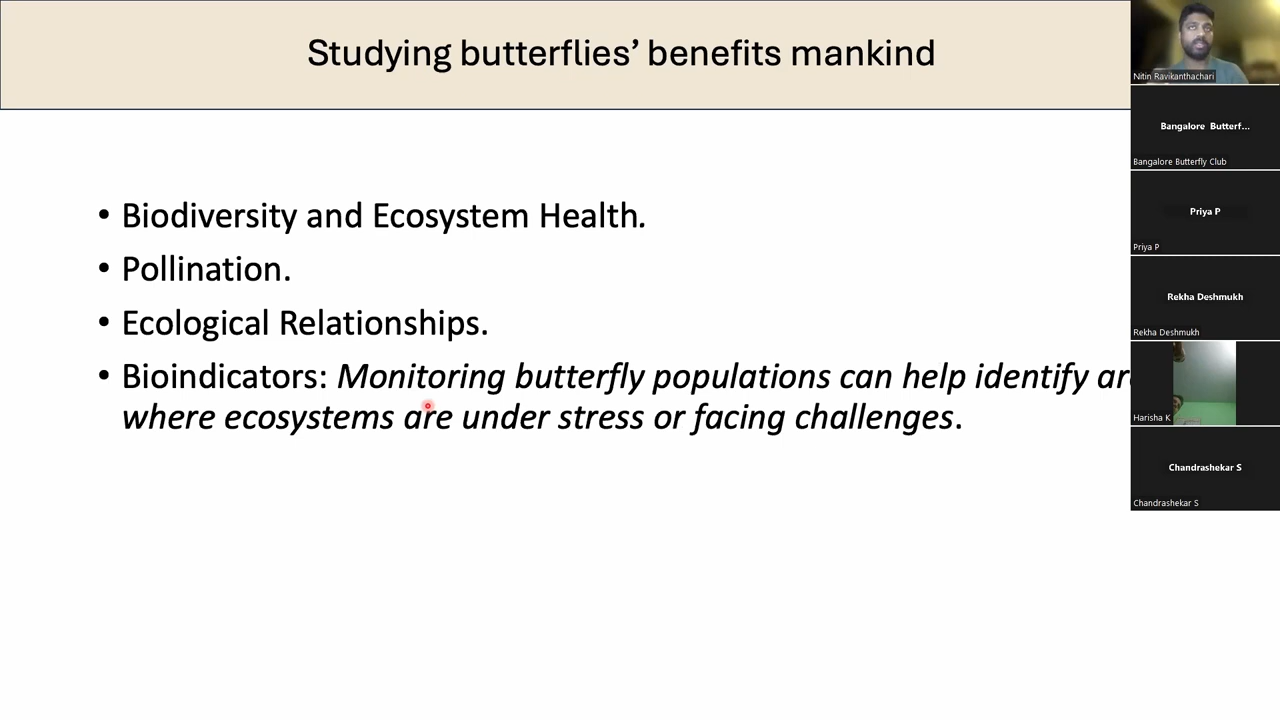 Studying butterflies’ benefits mankind
• Biodiversity and Ecosystem Health.
• Pollination.
• Ecological Relationships.
• Bioindicators: Monitoring butterfly populations can help identify
where ecosystems are under stress or facing challenges.
Nitin Ravikanthachari
Bangalore Butterf...
Bangalore Butterfly Club
Priya P
Priya P
Rekha Deshmukh
Rekha Deshmukh
Harisha K
Chandrashekar S
Chandrashekar S